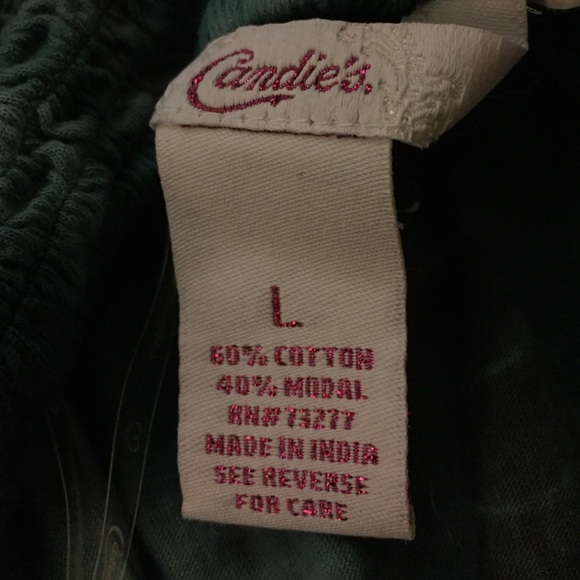 Candie's.
L
60% COTTON
40% MODAL
RN# 73277
MADE IN INDIA
SEE REVERSE
FOR CARE